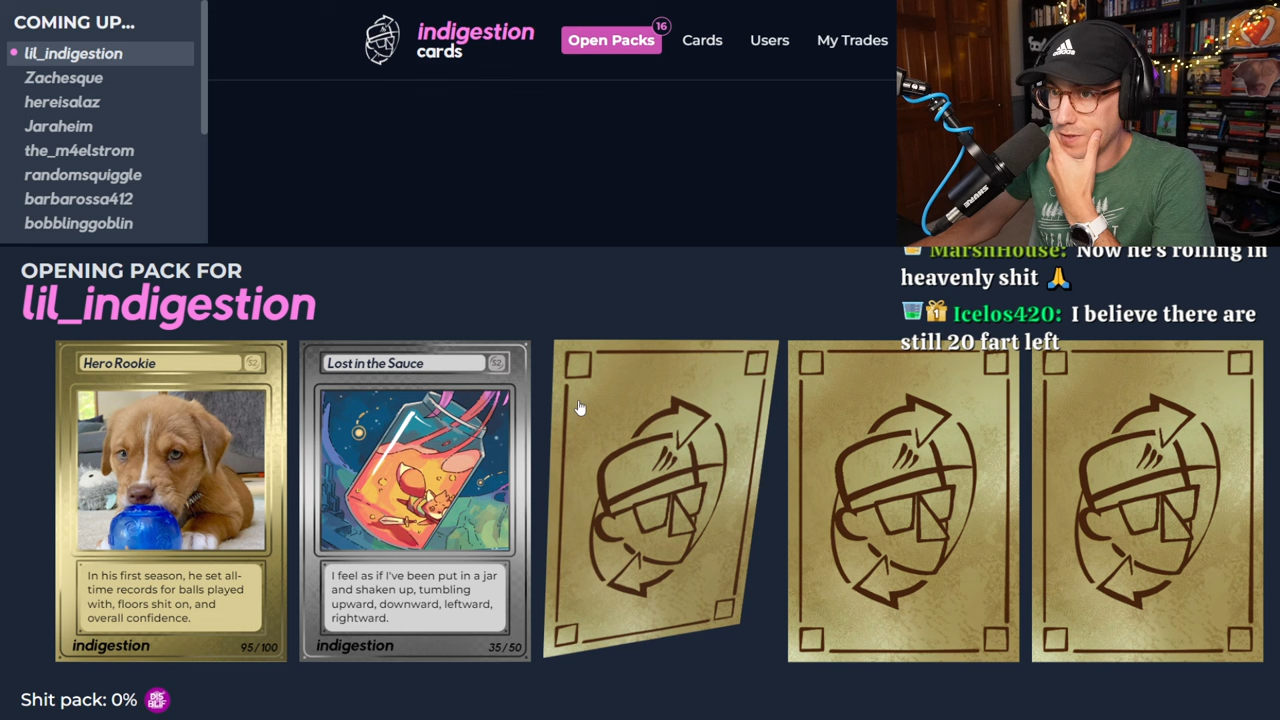 COMING UP...
lil_indigestion
Zachesque
hereisalaz
Jaraheim
the_m4elstrom
randomsquiggle
barbarossa412
bobblinggoblin
indigestion
cards
Open Packs
16
Cards
Users
My Trades
SHURE
MarshHouse: Now he's rolling in
heavenly shit
Icelos420: I believe there are
still 20 fart left
OPENING PACK FOR
lil_indigestion
Hero Rookie
S2
In his first season, he set all-
time records for balls played
with, floors shit on, and
overall confidence.
indigestion
95/100
Lost in the Sauce
S2
I feel as if I've been put in a jar
and shaken up, tumbling
upward, downward, leftward,
rightward.
indigestion
35/50
Shit pack: 0%